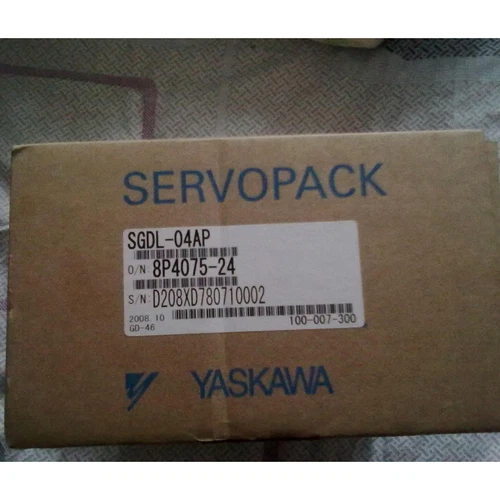 SERVOPACK
SGDL-04AP
O/N: 8P4075-24
S/N: D208XD780710002
2008.10
GD-46
100-007-300
YASKAWA